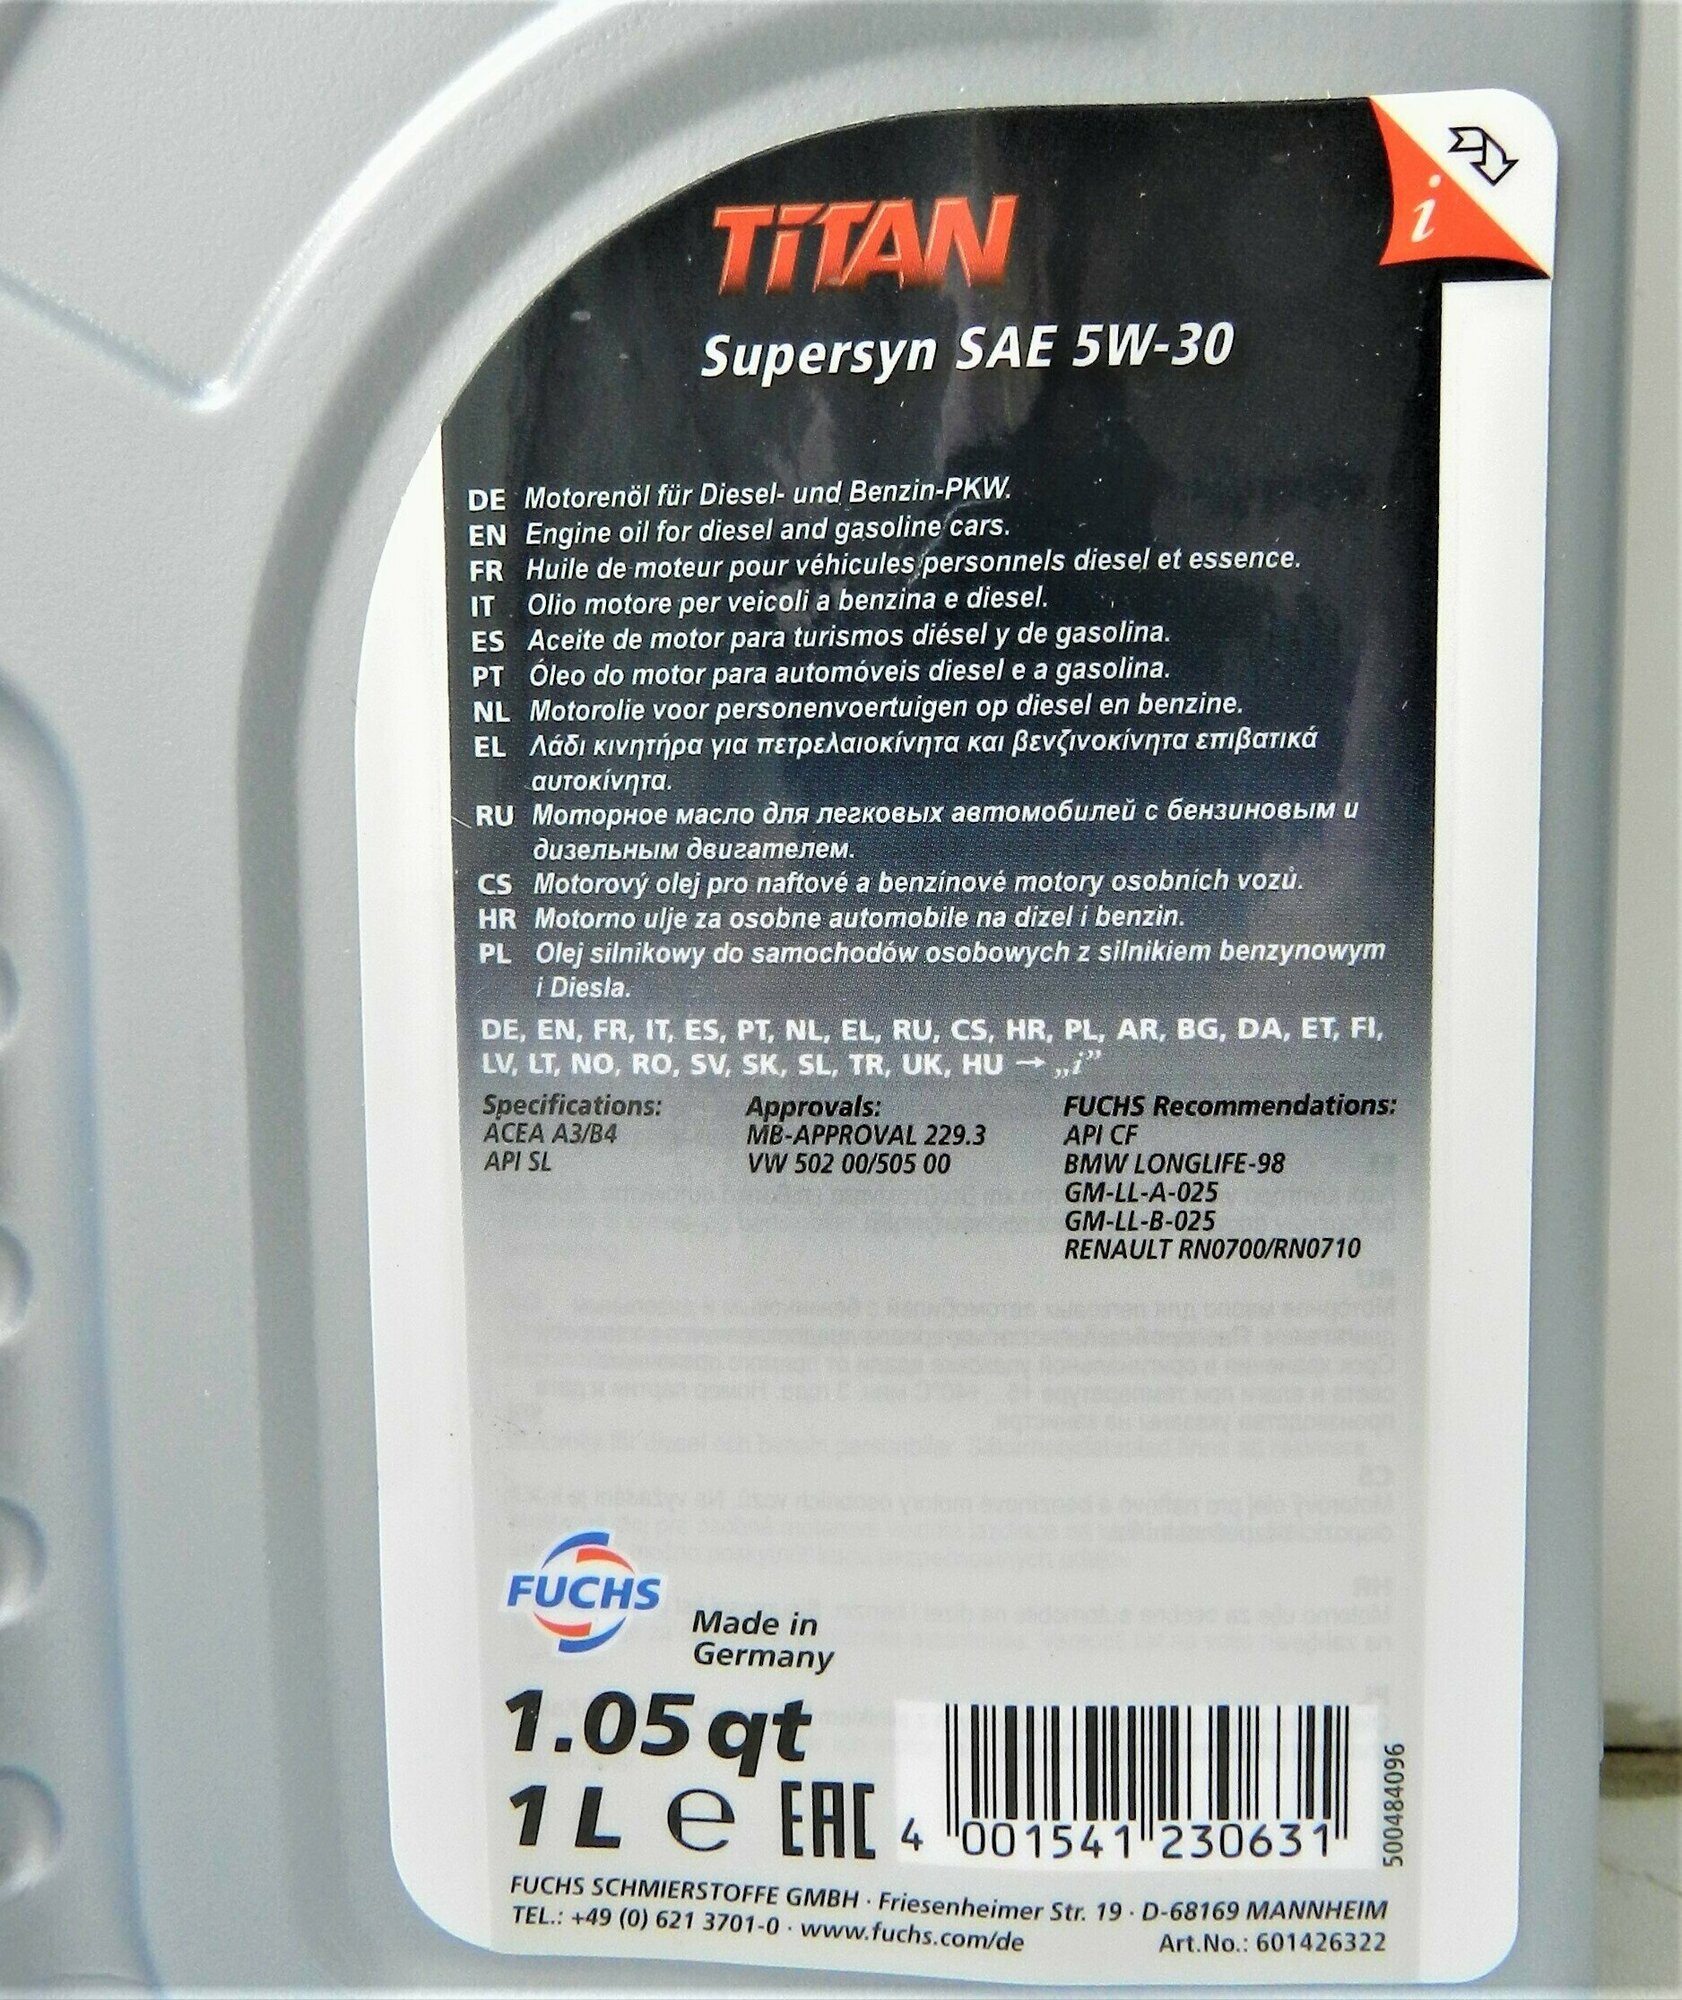 TiTAN
Supersyn SAE 5W-30
i
DE Motorenöl für Diesel- und Benzin-PKW.
EN Engine oil for diesel and gasoline cars.
FR Huile de moteur pour véhicules personnels diesel et essence.
IT Olio motore per veicoli a benzina e diesel.
ES Aceite de motor para turismos diésel y de gasolina.
PT Óleo do motor para automóveis diesel e a gasolina.
NL Motorolie voor personenvoertuigen op diesel en benzine.
EL Λάδι κινητήρα για πετρελαιοκίνητα και βενζινοκίνητα επιβατικά
αυτοκίνητα.
RU Моторное масло для легковых автомобилей с бензиновым и
дизельным двигателем.
CS Motorový olej pro naftové a benzínové motory osobních vozů.
HR Motorno ulje za osobne automobile na dizel i benzin.
PL Olej silnikowy do samochodów osobowych z silnikiem benzynowym
i Diesla.
DE, EN, FR, IT, ES, PT, NL, EL, RU, CS, HR, PL, AR, BG, DA, ET, FI,
LV, LT, NO, RO, SV, SK, SL, TR, UK, HU → „i”
Specifications:
ACEA A3/B4
API SL
Approvals:
MB-APPROVAL 229.3
VW 502 00/505 00
FUCHS Recommendations:
API CF
BMW LONGLIFE-98
GM-LL-A-025
GM-LL-B-025
RENAULT RN0700/RN0710
FUCHS
Made in
Germany
1.05 qt
1 L e EAC
4 001541 230631
500484096
FUCHS SCHMIERSTOFFE GMBH · Friesenheimer Str. 19 · D-68169 MANNHEIM
TEL.: +49 (0) 621 3701-0 · www.fuchs.com/de Art.No.: 601426322